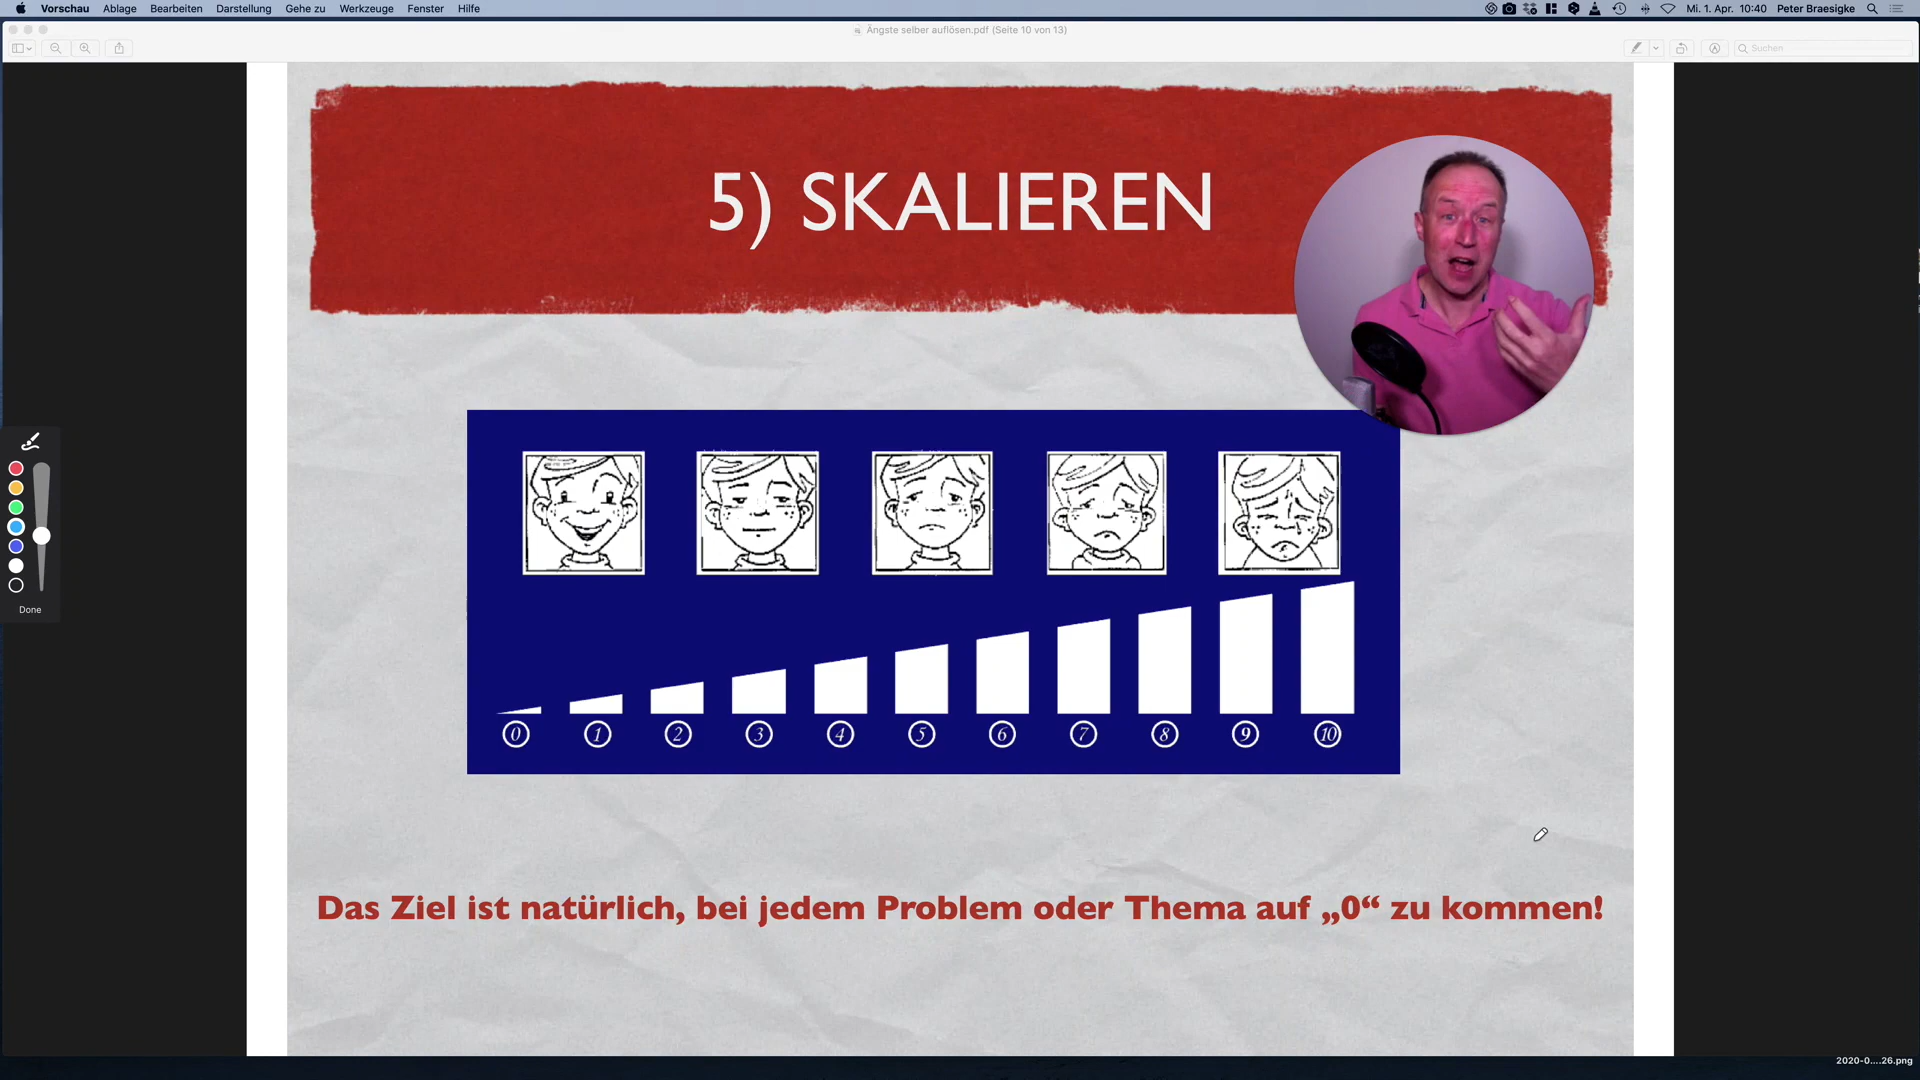 Vorschau Ablage Bearbeiten Darstellung Gehe zu Werkzeuge Fenster Hilfe Mi. 1. Apr. 10:40 Peter Braesigke
Ängste selber auflösen.pdf (Seite 10 von 13)
Suchen
5) SKALIEREN
0 1 2 3 4 5 6 7 8 9 10
Done
Das Ziel ist natürlich, bei jedem Problem oder Thema auf „0“ zu kommen!
2020-0....26.png